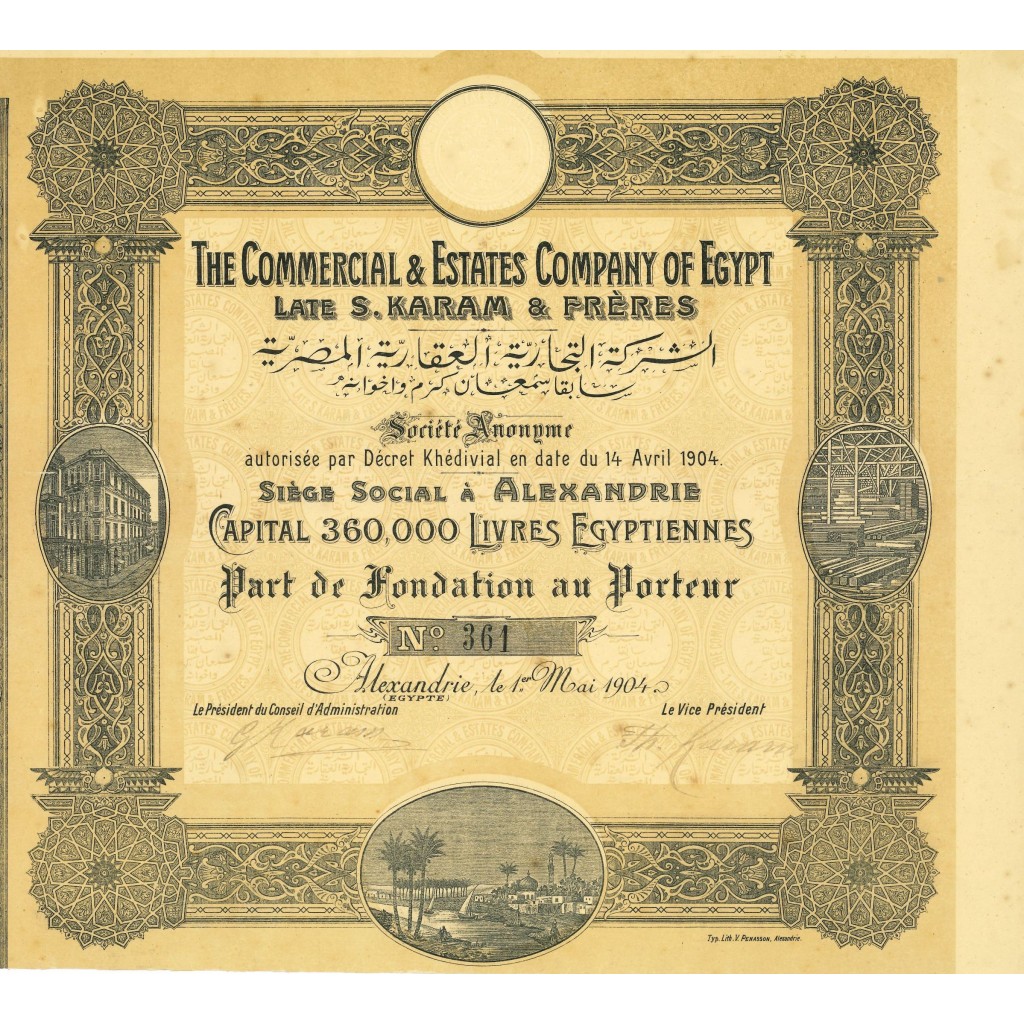 THE COMMERCIAL & ESTATES COMPANY OF EGYPT
LATE S. KARAM & FRÈRES
الشركة التجارية العقارية المصرية
سابقا سمعان كرم واخوانه
Société Anonyme
autorisée par Décret Khédivial en date du 14 Avril 1904.
SIÈGE SOCIAL à ALEXANDRIE
CAPITAL 360,000 LIVRES EGYPTIENNES
Part de Fondation au Porteur
No. 361
Alexandrie, le 1er Mai 1904.
(EGYPTE)
Le Président du Conseil d'Administration
Le Vice Président
Karam
Typ. Lith. V. PENASSON, Alexandrie.